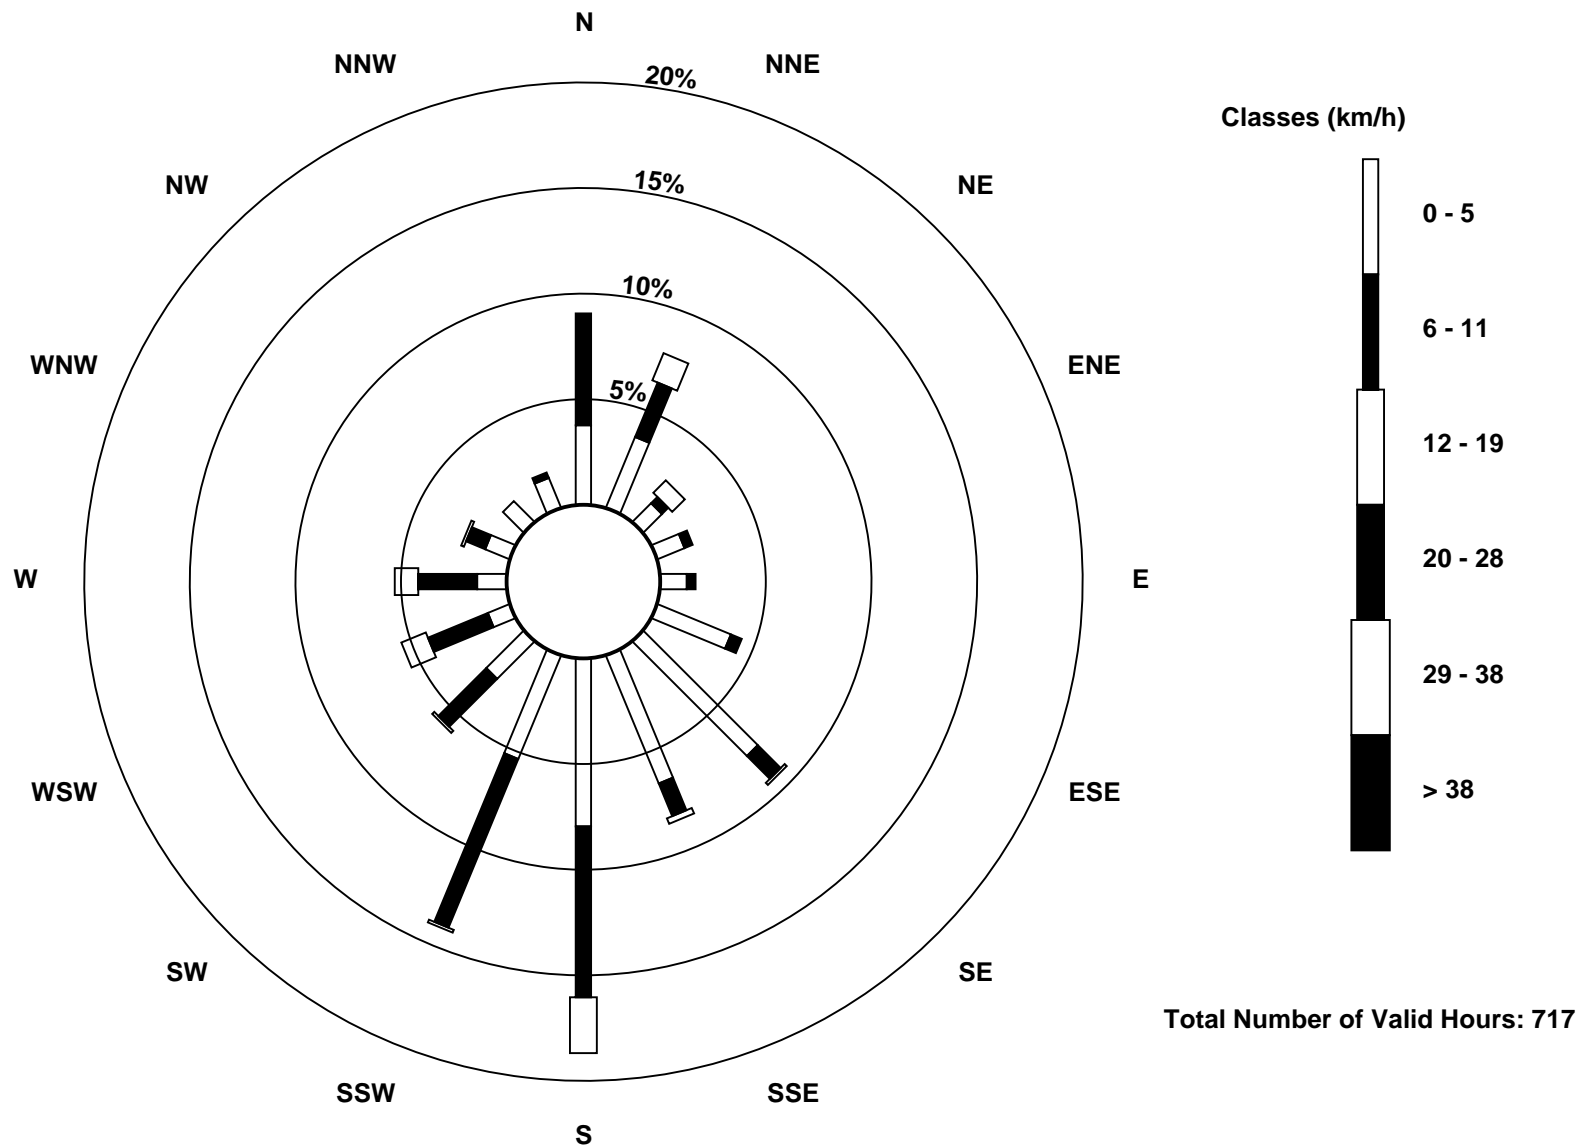 N
NNW
NNE
20%
Classes (km/h)
NW
15%
NE
0 - 5
10%
6 - 11
WNW
ENE
5%
12 - 19
20 - 28
W
E
29 - 38
WSW
ESE
> 38
SW
SE
Total Number of Valid Hours: 717
SSW
SSE
S